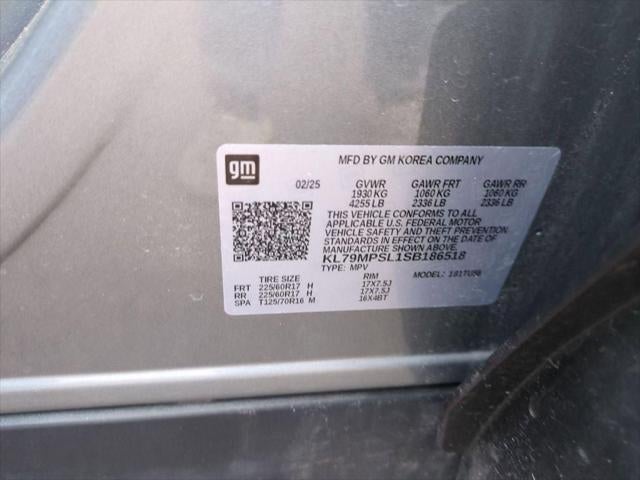 gm
MFD BY GM KOREA COMPANY
02/25 GVWR GAWR FRT GAWR RR
1930 KG 1060 KG 1060 KG
4255 LB 2336 LB 2336 LB
THIS VEHICLE CONFORMS TO ALL
APPLICABLE U.S. FEDERAL MOTOR
VEHICLE SAFETY AND THEFT PREVENTION
STANDARDS IN EFFECT ON THE DATE OF
MANUFACTURE SHOWN ABOVE.
KL79MPSL1SB186518
TYPE: MPV MODEL:
TIRE SIZE RIM
FRT 225/60R17 H 17X7.5J
RR 225/60R17 H 17X7.5J
SPA T125/70R16 M 16X4BT